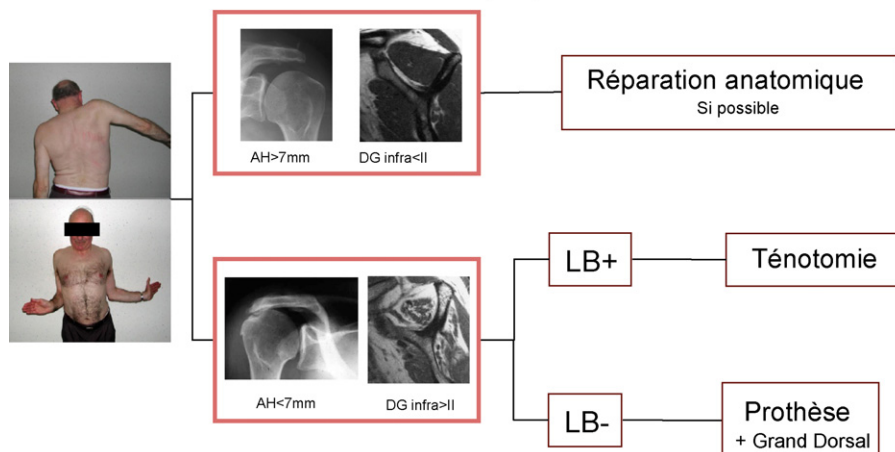 AH>7mm
DG infra<II
Réparation anatomique
Si possible
AH<7mm
DG infra>II
LB+
Ténotomie
LB-
Prothèse
+ Grand Dorsal